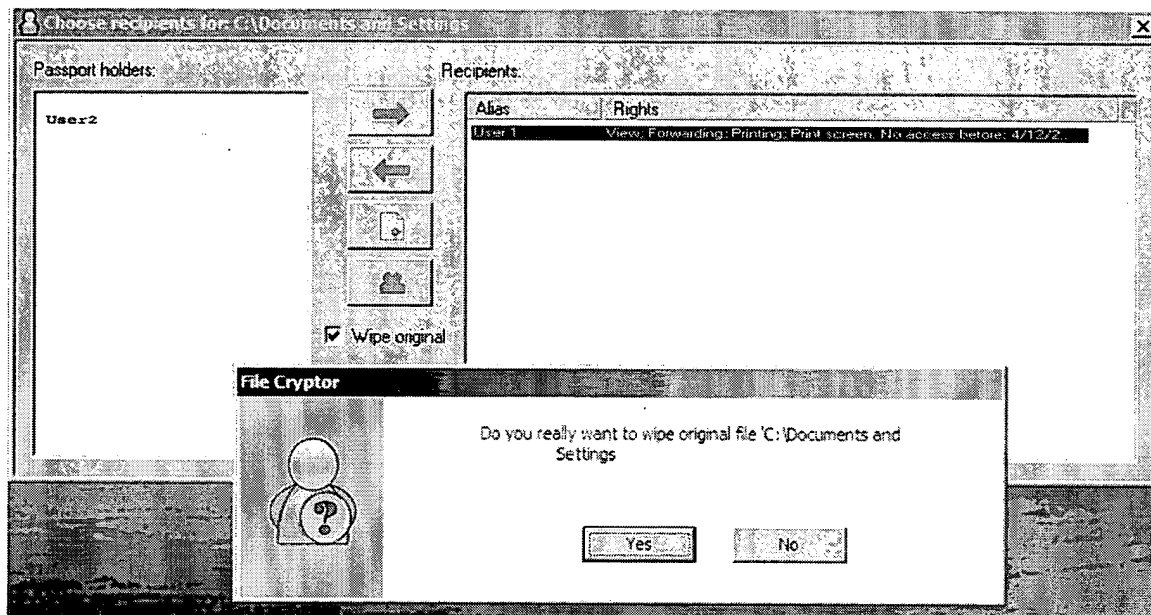 Choose recipients for: C:\Documents and Settings
Passport holders:
Recipients:
User2
Alias Rights
User 1 View; Forwarding; Printing; Print screen, No access before: 4/12/2..
Wipe original
File Cryptor
Do you really want to wipe original file 'C:\Documents and
Settings
?
Yes No